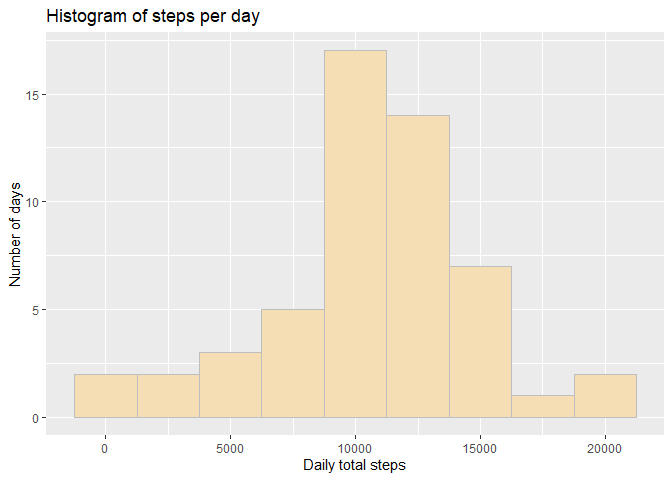 Histogram of steps per day
Number of days
15
10
5
0
0 5000 10000 15000 20000
Daily total steps